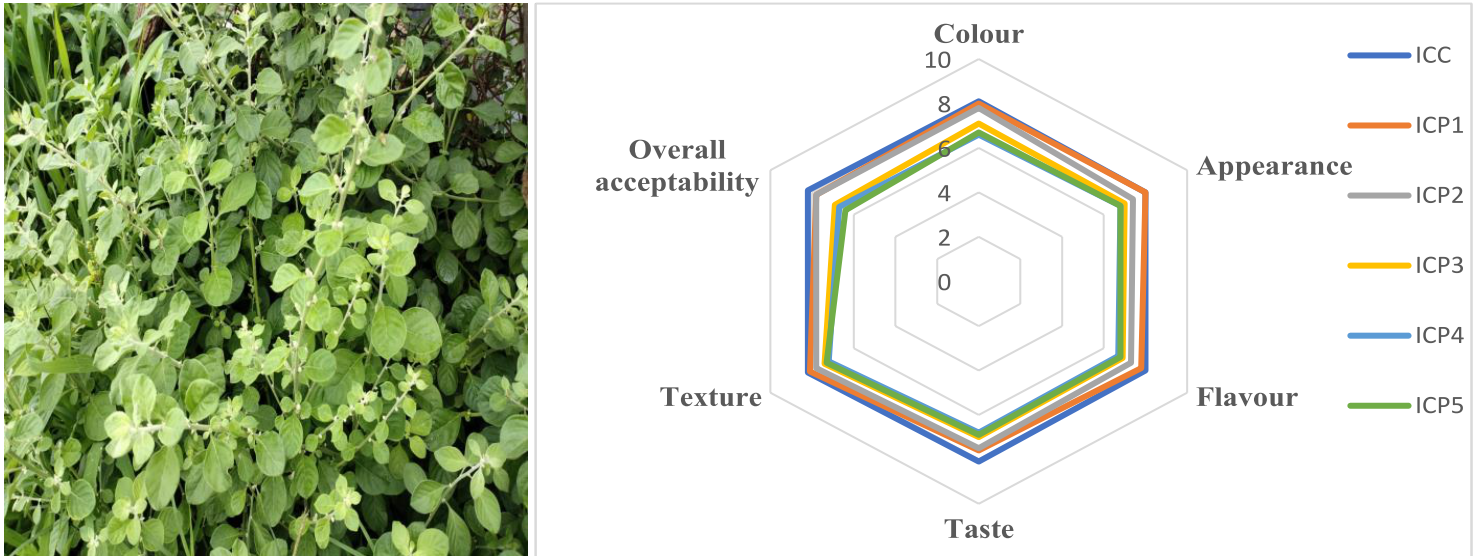 Colour
10
8
6
4
2
0
Appearance
Flavour
Taste
Texture
Overall
acceptability
ICC
ICP1
ICP2
ICP3
ICP4
ICP5